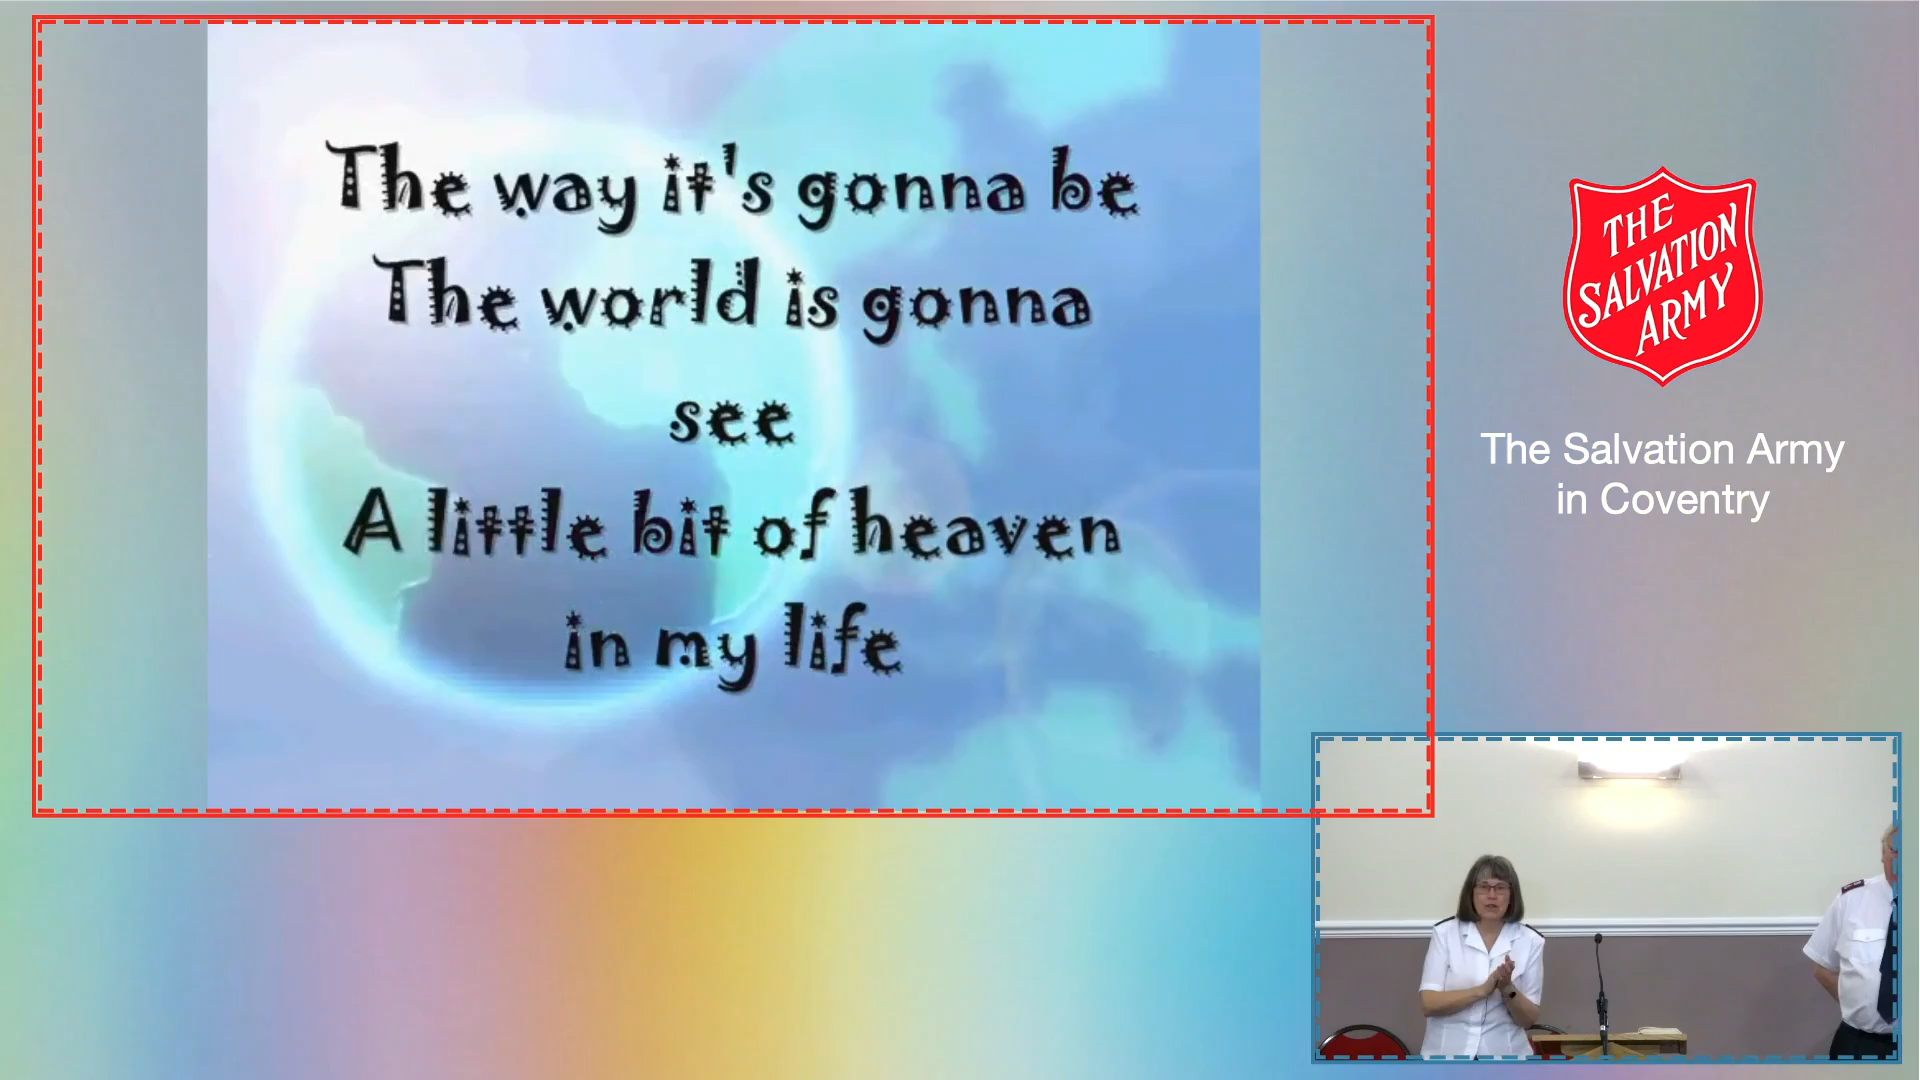 The way it's gonna be
The world is gonna
see
A little bit of heaven
in my life
THE
SALVATION
ARMY
The Salvation Army
in Coventry